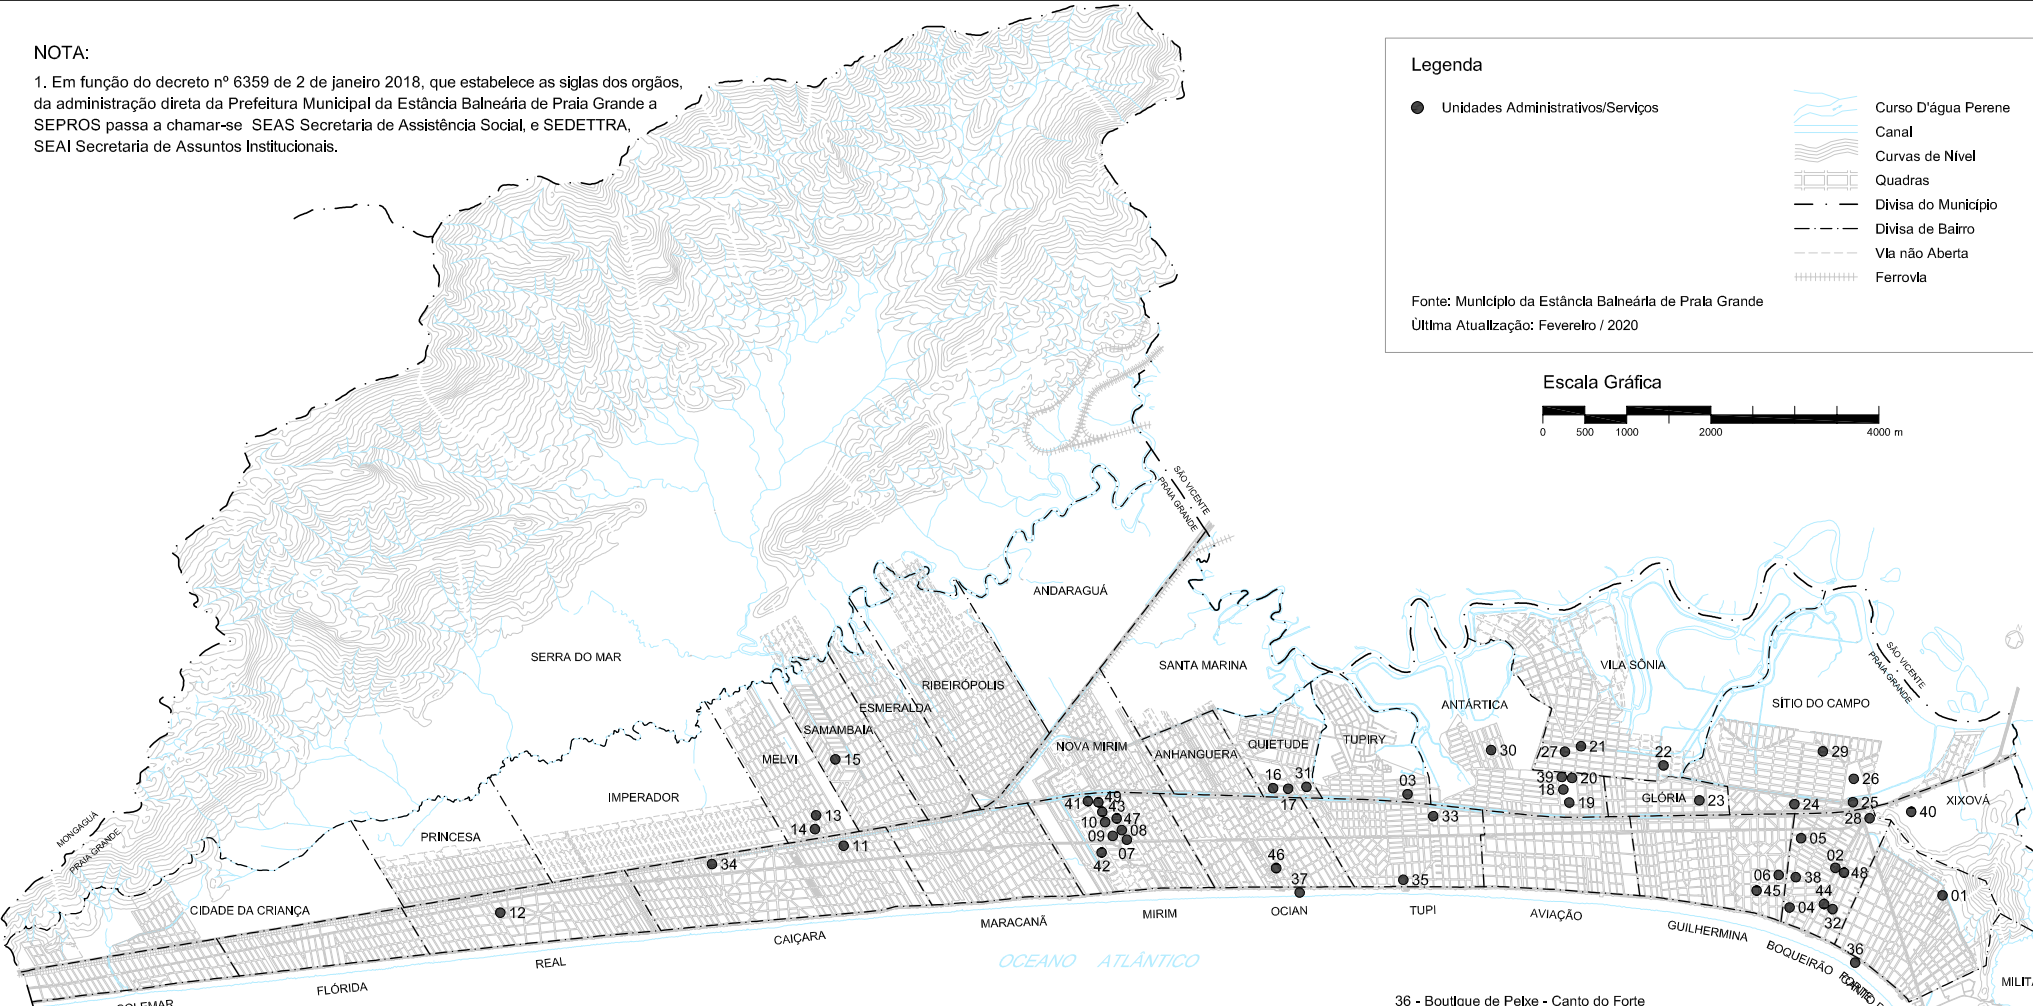 NOTA:
1. Em função do decreto nº 6359 de 2 de janeiro 2018, que estabelece as siglas dos orgãos,
da administração direta da Prefeitura Municipal da Estância Balneária de Praia Grande a
SEPROS passa a chamar-se SEAS Secretaria de Assistência Social, e SEDETTRA,
SEAI Secretaria de Assuntos Institucionais.
Legenda
Unidades Administrativos/Serviços
Curso D'água Perene
Canal
Curvas de Nível
Quadras
Divisa do Município
Divisa de Bairro
Via não Aberta
Ferrovia
Fonte: Município da Estância Balneária de Praia Grande
Última Atualização: Fevereiro / 2020
Escala Gráfica
0 500 1000 2000 4000 m
SÃO VICENTE
PRAIA GRANDE
ANDARAGUÁ
SERRA DO MAR
SANTA MARINA
VILA SÔNIA
SÃO VICENTE
PRAIA GRANDE
RIBEIRÓPOLIS
ESMERALDA
ANTÁRTICA
SÍTIO DO CAMPO
SAMAMBAIA
MELVI
NOVA MIRIM
ANHANGUERA
QUIETUDE
TUPIRY
15
30
27
21
22
29
IMPERADOR
16
31
17
03
39
20
18
19
GLÓRIA
23
26
24
25
28
40
XIXOVÁ
41
49
43
10
47
08
09
07
42
13
14
11
33
05
MONGAGUÁ
PRAIA GRANDE
PRINCESA
34
46
37
35
02
48
06
38
45
44
04
32
01
CIDADE DA CRIANÇA
12
MARACANÃ
MIRIM
OCIAN
TUPI
AVIAÇÃO
GUILHERMINA
CAIÇARA
BOQUEIRÃO
36
REAL
OCEANO ATLÂNTICO
FLÓRIDA
36 - Boutique de Peixe - Canto do Forte